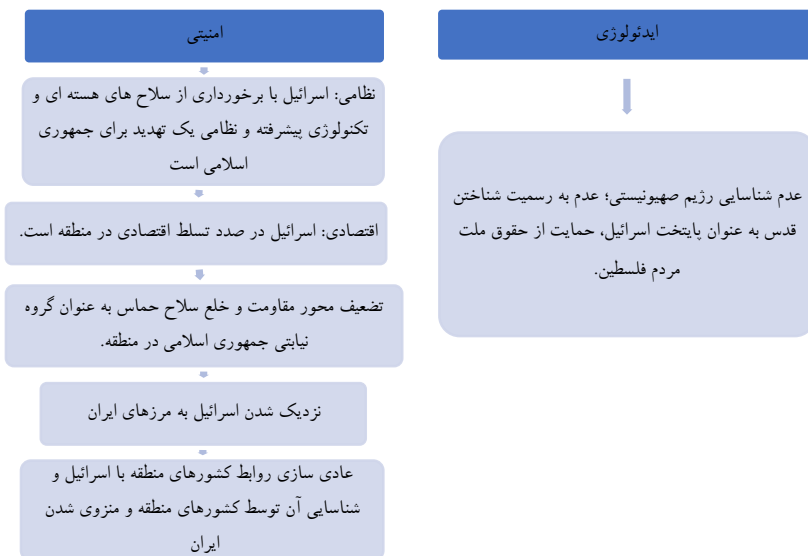 ایدئولوژی
عدم شناسایی رژیم صهیونیستی؛ عدم به رسمیت شناختن
قدس به عنوان پایتخت اسرائیل، حمایت از حقوق ملت
مردم فلسطین.
امنیتی
نظامی: اسرائیل با برخورداری از سلاح های هسته ای و
تکنولوژی پیشرفته و نظامی یک تهدید برای جمهوری
اسلامی است
اقتصادی: اسرائیل در صدد تسلط اقتصادی در منطقه است.
تضعیف محور مقاومت و خلع سلاح حماس به عنوان گروه
نیابتی جمهوری اسلامی در منطقه.
نزدیک شدن اسرائیل به مرزهای ایران
عادی سازی روابط کشورهای منطقه با اسرائیل و
شناسایی آن توسط کشورهای منطقه و منزوی شدن
ایران